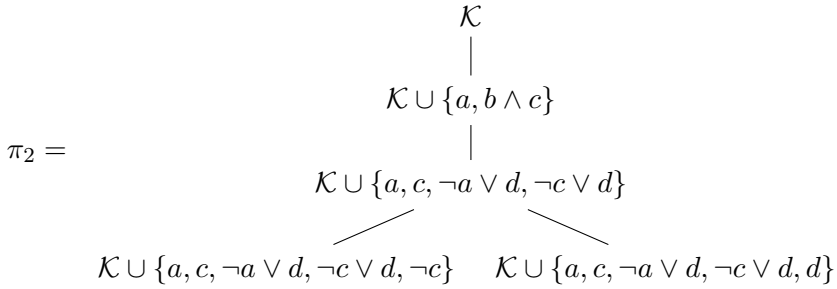 𝒦
𝒦 ∪ {a, b ∧ c}
π₂ =
𝒦 ∪ {a, c, ¬a ∨ d, ¬c ∨ d}
𝒦 ∪ {a, c, ¬a ∨ d, ¬c ∨ d, ¬c} 𝒦 ∪ {a, c, ¬a ∨ d, ¬c ∨ d, d}